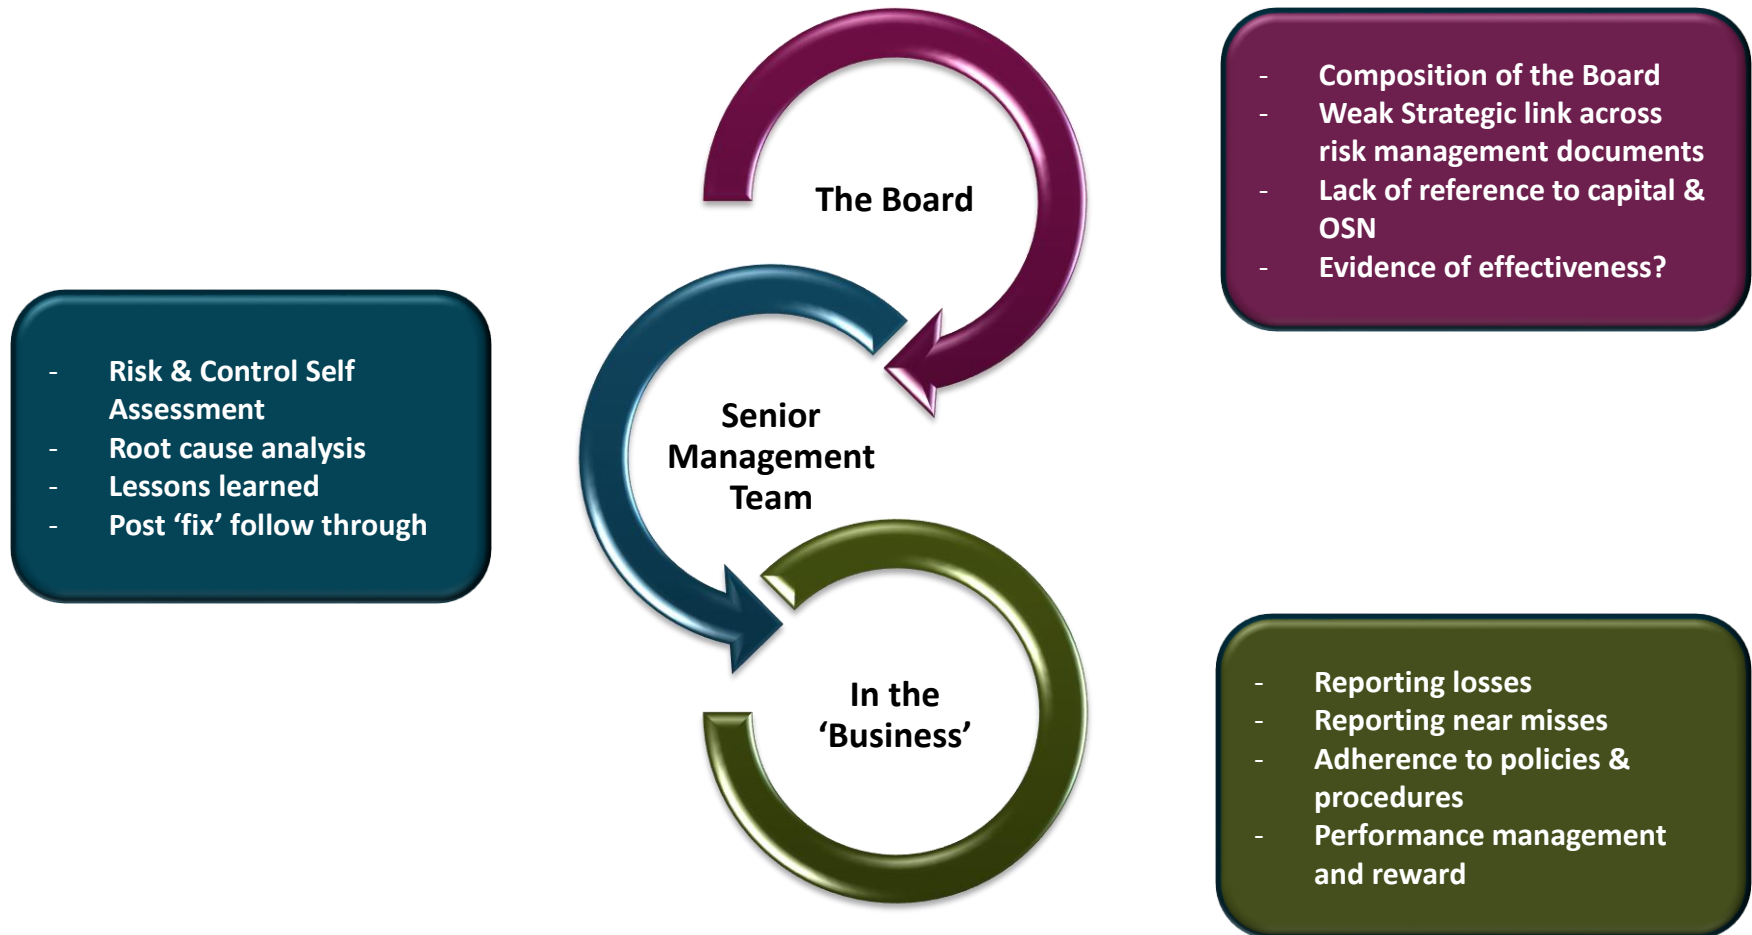 The Board
- Composition of the Board
- Weak Strategic link across
risk management documents
- Lack of reference to capital &
OSN
- Evidence of effectiveness?
Senior
Management
Team
- Risk & Control Self
Assessment
- Root cause analysis
- Lessons learned
- Post ‘fix’ follow through
In the
‘Business’
- Reporting losses
- Reporting near misses
- Adherence to policies &
procedures
- Performance management
and reward